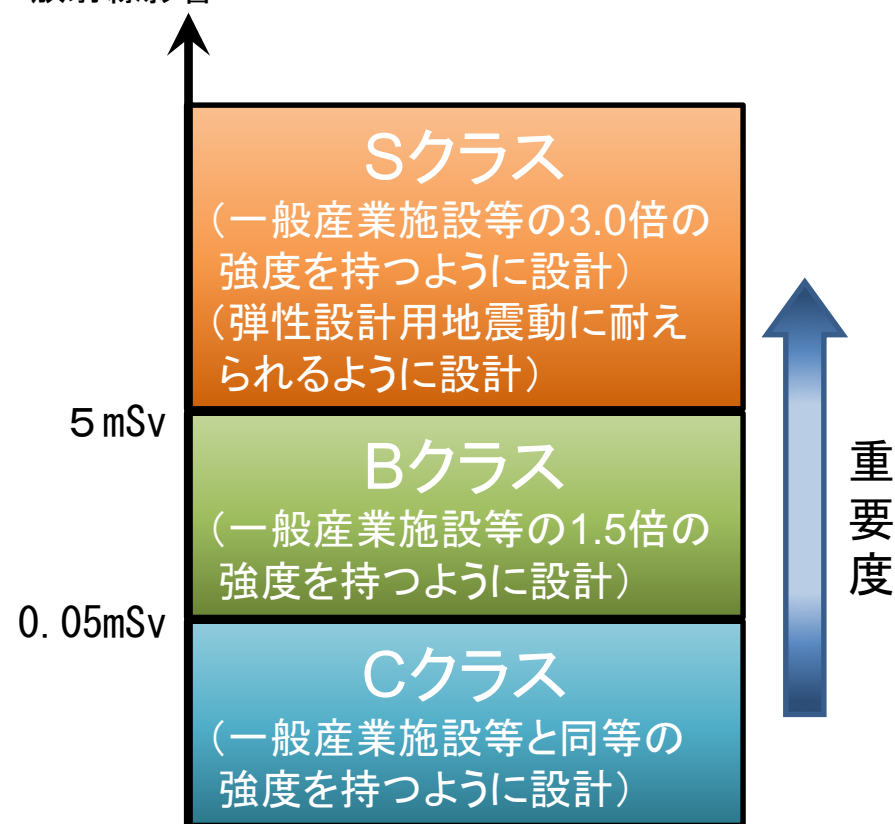 Sクラス
（一般産業施設等の3.0倍の
強度を持つように設計）
（弾性設計用地震動に耐え
られるように設計）
５mSv
Bクラス
（一般産業施設等の1.5倍の
強度を持つように設計）
0.05mSv
Cクラス
（一般産業施設等と同等の
強度を持つように設計）
重要度